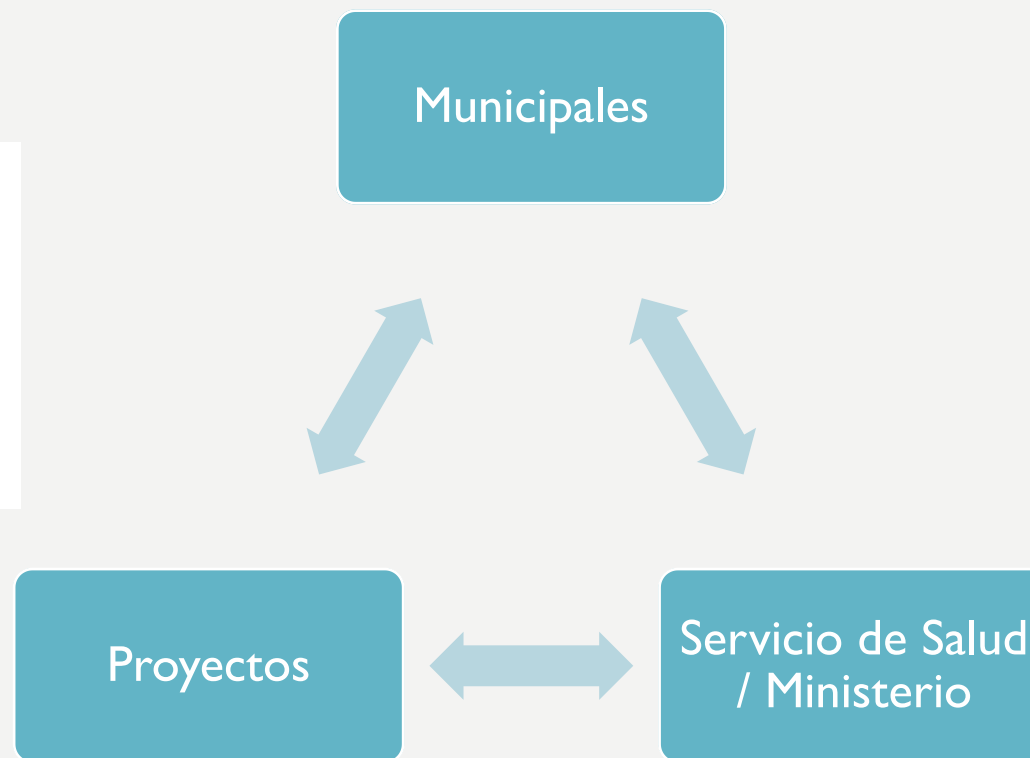 Municipales
Proyectos
Servicio de Salud
/ Ministerio